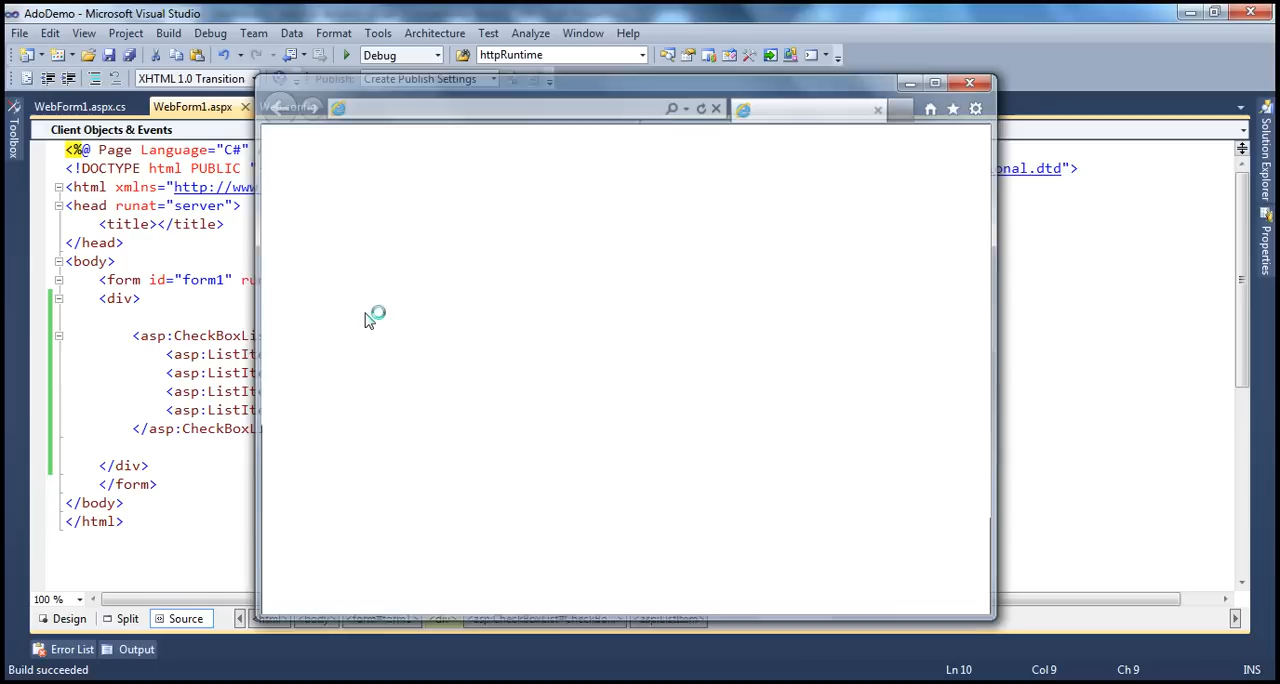 AdoDemo - Microsoft Visual Studio
File Edit View Project Build Debug Team Data Format Tools Architecture Test Analyze Window Help
Debug httpRuntime
XHTML 1.0 Transition Publish: Create Publish Settings
WebForm1.aspx.cs WebForm1.aspx
Client Objects & Events
<%@ Page Language="C#"
<!DOCTYPE html PUBLIC " onal.dtd">
<html xmlns="http://www
<head runat="server">
<title></title>
</head>
<body>
<form id="form1" ru
<div>
<asp:CheckBoxLi
<asp:ListIte
<asp:ListIte
<asp:ListIte
<asp:ListIte
</asp:CheckBoxL
</div>
</form>
</body>
</html>
Toolbox
Solution Explorer
Properties
100 %
Design Split Source
Error List Output
Build succeeded Ln 10 Col 9 Ch 9 INS